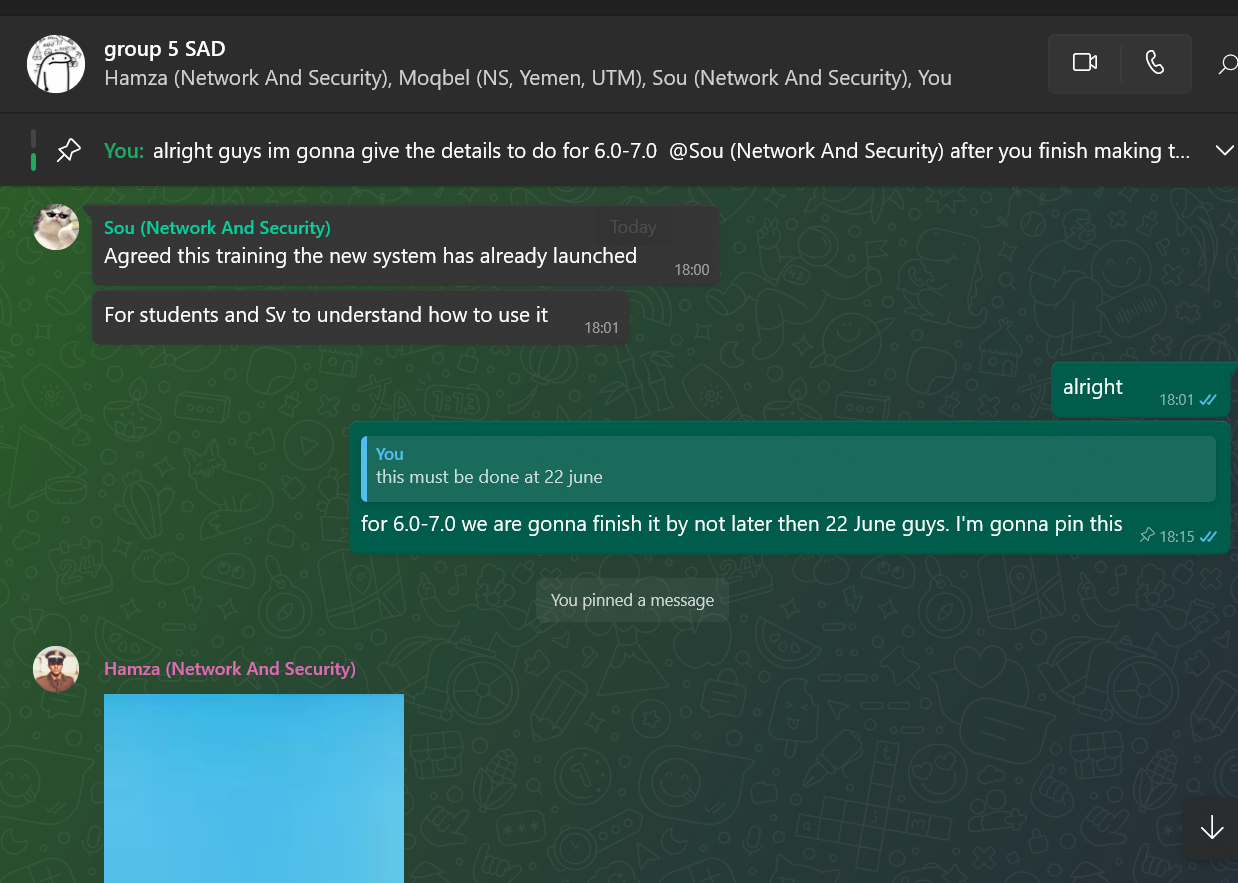 group 5 SAD
Hamza (Network And Security), Moqbel (NS, Yemen, UTM), Sou (Network And Security), You
You: alright guys im gonna give the details to do for 6.0-7.0 @Sou (Network And Security) after you finish making t...
Today
Sou (Network And Security)
Agreed this training the new system has already launched
18:00
For students and Sv to understand how to use it
18:01
alright
18:01
You
this must be done at 22 june
for 6.0-7.0 we are gonna finish it by not later then 22 June guys. I'm gonna pin this
18:15
You pinned a message
Hamza (Network And Security)